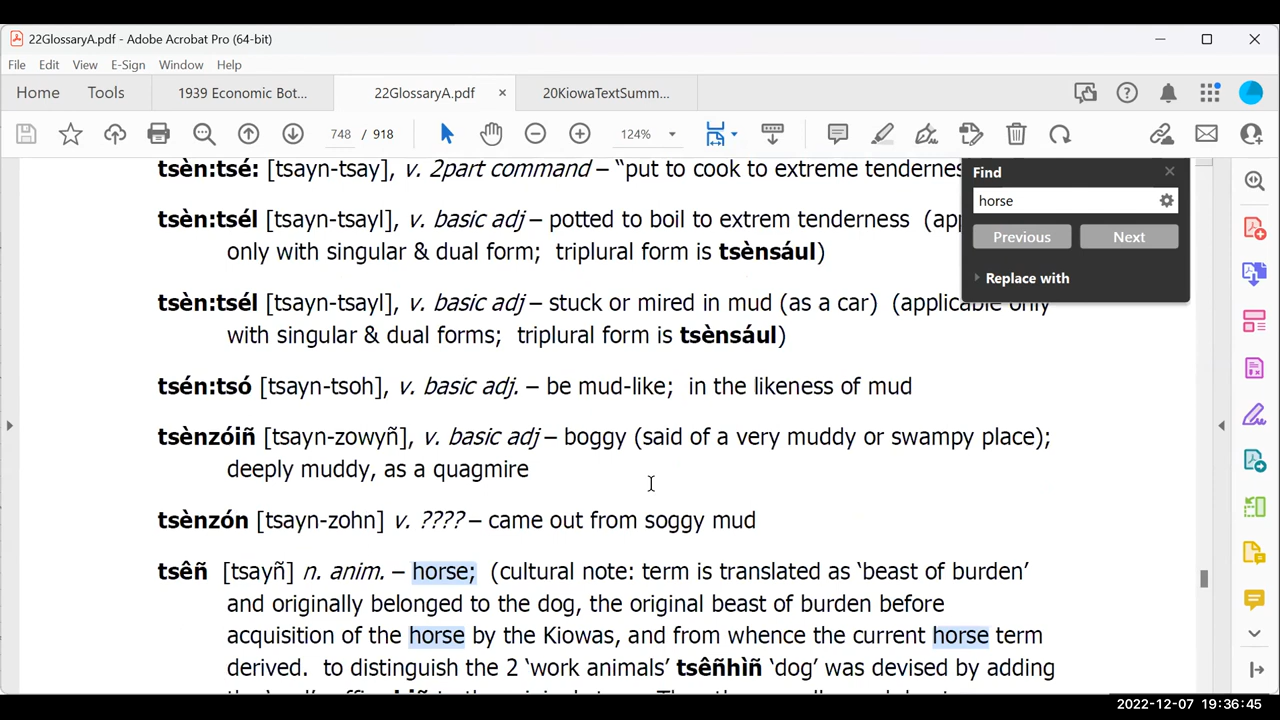 22GlossaryA.pdf - Adobe Acrobat Pro (64-bit)
File Edit View E-Sign Window Help
Home Tools 1939 Economic Bot... 22GlossaryA.pdf × 20KiowaTextSumm...
748 / 918 124%
tsèn:tsé: [tsayn-tsay], v. 2part command – “put to cook to extreme tendernes
tsèn:tsél [tsayn-tsayl], v. basic adj – potted to boil to extrem tenderness (ap
only with singular & dual form; triplural form is tsènsául)
tsèn:tsél [tsayn-tsayl], v. basic adj – stuck or mired in mud (as a car) (applicable only
with singular & dual forms; triplural form is tsènsául)
tsén:tsó [tsayn-tsoh], v. basic adj. – be mud-like; in the likeness of mud
tsènzóiñ [tsayn-zowyñ], v. basic adj – boggy (said of a very muddy or swampy place);
deeply muddy, as a quagmire
tsènzón [tsayn-zohn] v. ???? – came out from soggy mud
tsêñ [tsayñ] n. anim. – horse; (cultural note: term is translated as ‘beast of burden’
and originally belonged to the dog, the original beast of burden before
acquisition of the horse by the Kiowas, and from whence the current horse term
derived. to distinguish the 2 ‘work animals’ tsêñhìñ ‘dog’ was devised by adding
Find
horse
Previous Next
Replace with
2022-12-07 19:36:45